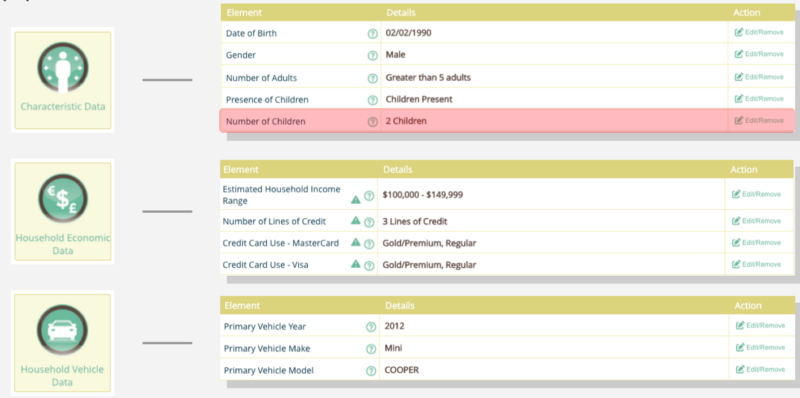 Element Details Action
Date of Birth ? 02/02/1990 Edit/Remove
Gender ? Male Edit/Remove
Number of Adults ? Greater than 5 adults Edit/Remove
Presence of Children ? Children Present Edit/Remove
Number of Children ? 2 Children Edit/Remove
Characteristic Data
Element Details Action
Estimated Household Income
Range ? $100,000 - $149,999 Edit/Remove
Number of Lines of Credit ? 3 Lines of Credit Edit/Remove
Credit Card Use - MasterCard ? Gold/Premium, Regular Edit/Remove
Credit Card Use - Visa ? Gold/Premium, Regular Edit/Remove
€ $ £
Household Economic
Data
Element Details Action
Primary Vehicle Year ? 2012 Edit/Remove
Primary Vehicle Make ? Mini Edit/Remove
Primary Vehicle Model ? COOPER Edit/Remove
Household Vehicle
Data